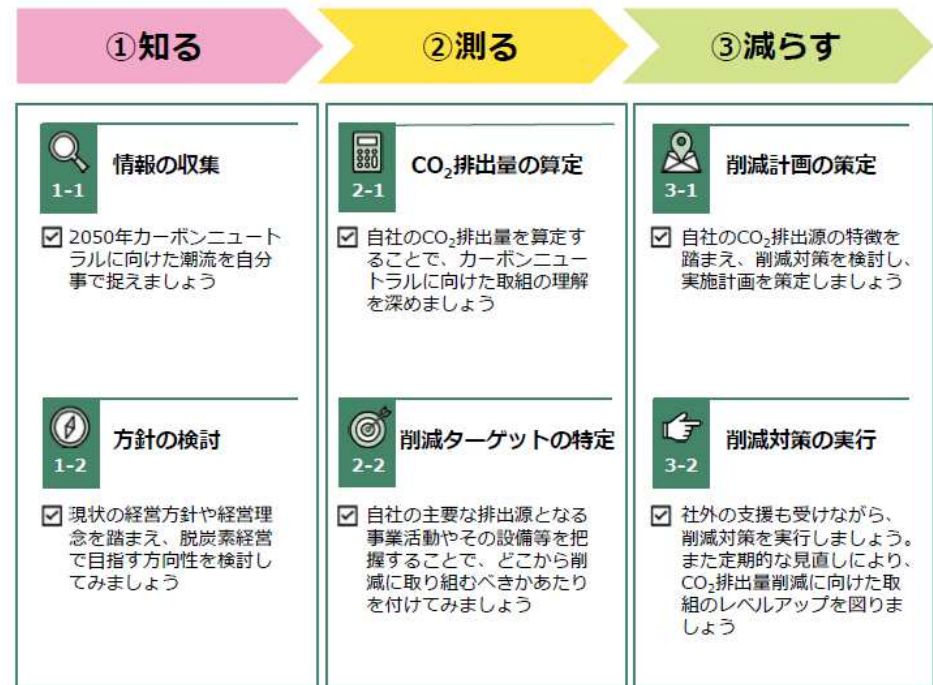 ①知る
②測る
③減らす
1-1
情報の収集
2050年カーボンニュート
ラルに向けた潮流を自分
事で捉えましょう
1-2
方針の検討
現状の経営方針や経営理
念を踏まえ、脱炭素経営
で目指す方向性を検討し
てみましょう
2-1
CO₂排出量の算定
自社のCO₂排出量を算定す
ることで、カーボンニュー
トラルに向けた取組の理解
を深めましょう
2-2
削減ターゲットの特定
自社の主要な排出源となる
事業活動やその設備等を把
握することで、どこから削
減に取り組むべきかあたり
を付けてみましょう
3-1
削減計画の策定
自社のCO₂排出源の特徴を
踏まえ、削減対策を検討し、
実施計画を策定しましょう
3-2
削減対策の実行
社外の支援も受けながら、
削減対策を実行しましょう。
また定期的な見直しにより、
CO₂排出量削減に向けた取
組のレベルアップを図りま
しょう